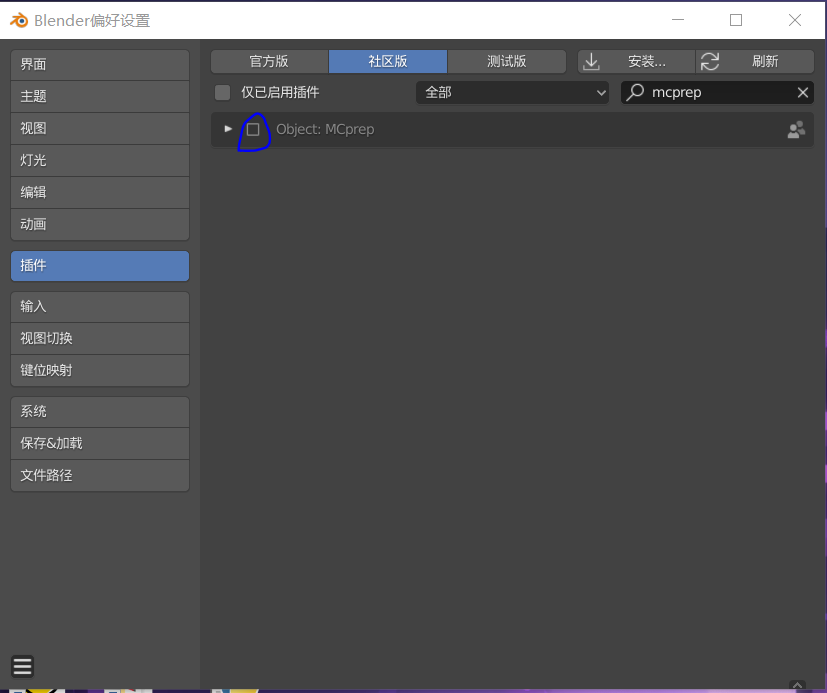 Blender偏好设置
界面
主题
视图
灯光
编辑
动画
插件
输入
视图切换
键位映射
系统
保存&加载
文件路径
官方版
社区版
测试版
安装...
刷新
仅已启用插件
全部
mcprep
Object: MCprep